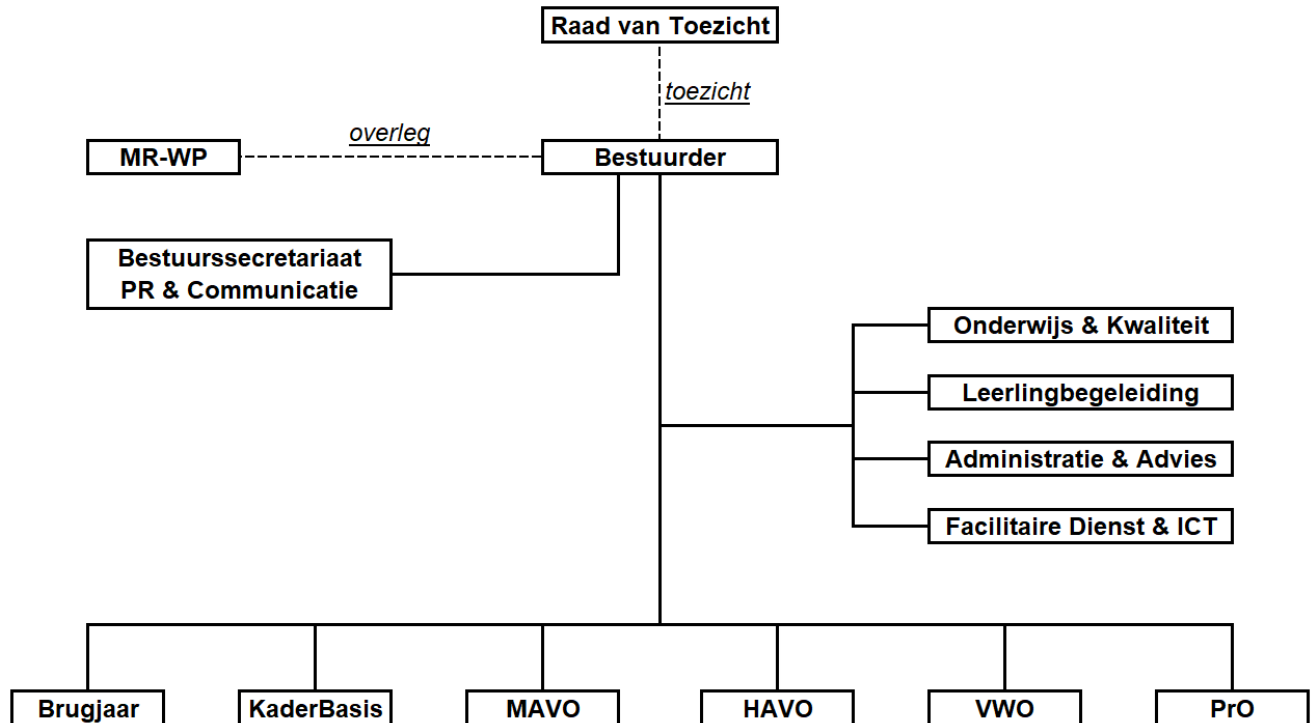 Raad van Toezicht
toezicht
overleg
MR-WP
Bestuurder
Bestuurssecretariaat
PR & Communicatie
Onderwijs & Kwaliteit
Leerlingbegeleiding
Administratie & Advies
Facilitaire Dienst & ICT
Brugjaar
KaderBasis
MAVO
HAVO
VWO
PrO